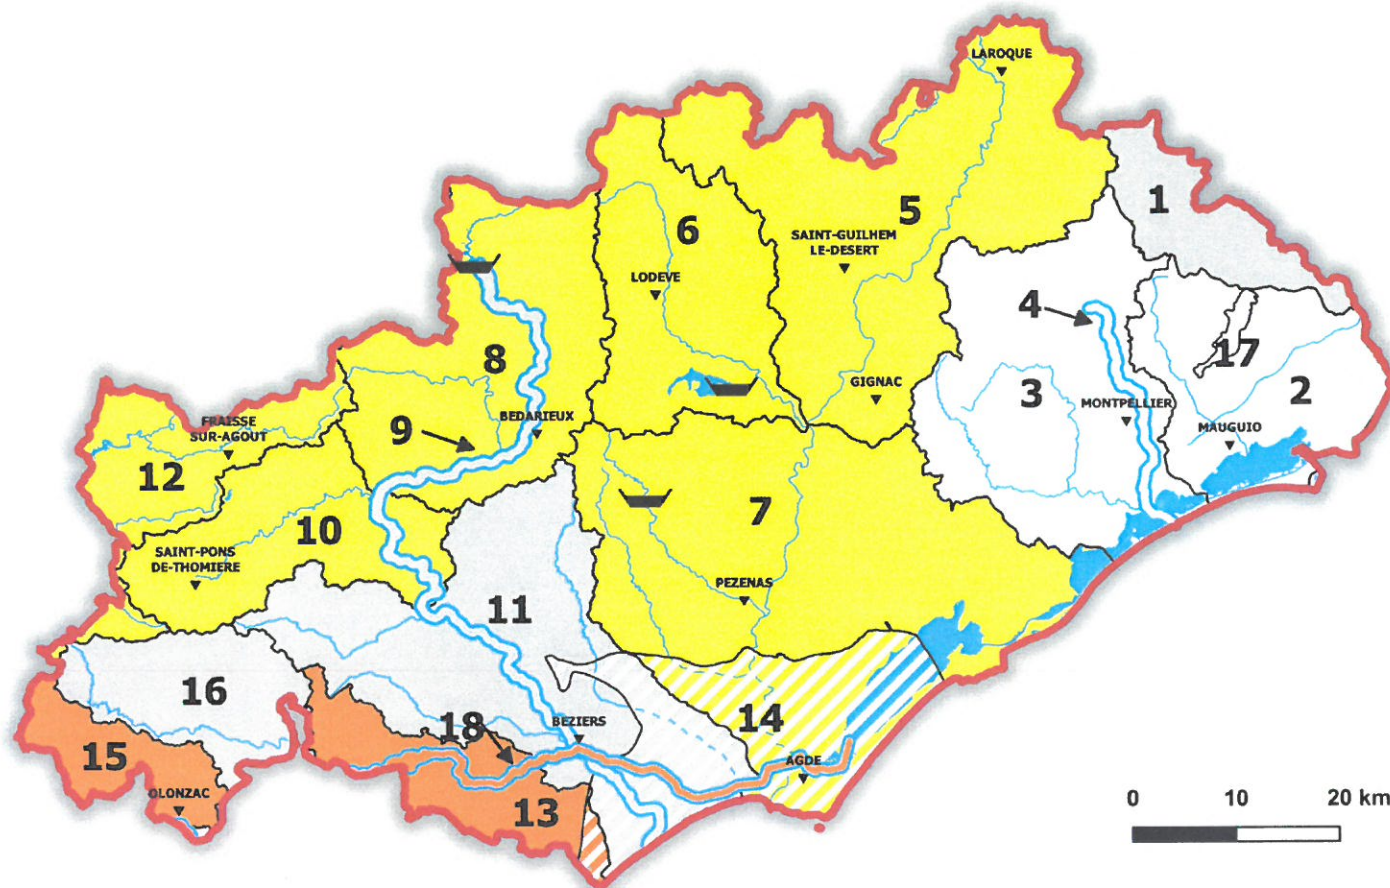 LAROQUE
1
5
6
SAINT-GUILHEM
LE-DESERT
LODEVE
4
8
17
GIGNAC
3
2
MONTPELLIER
BEDARIEUX
FRAISSE
SUR-AGOUT
9
MAUGUIO
12
7
10
SAINT-PONS
DE-THOMIERE
PEZENAS
11
16
14
18
BEZIERS
15
AGDE
OLONZAC
13
0 10 20 km